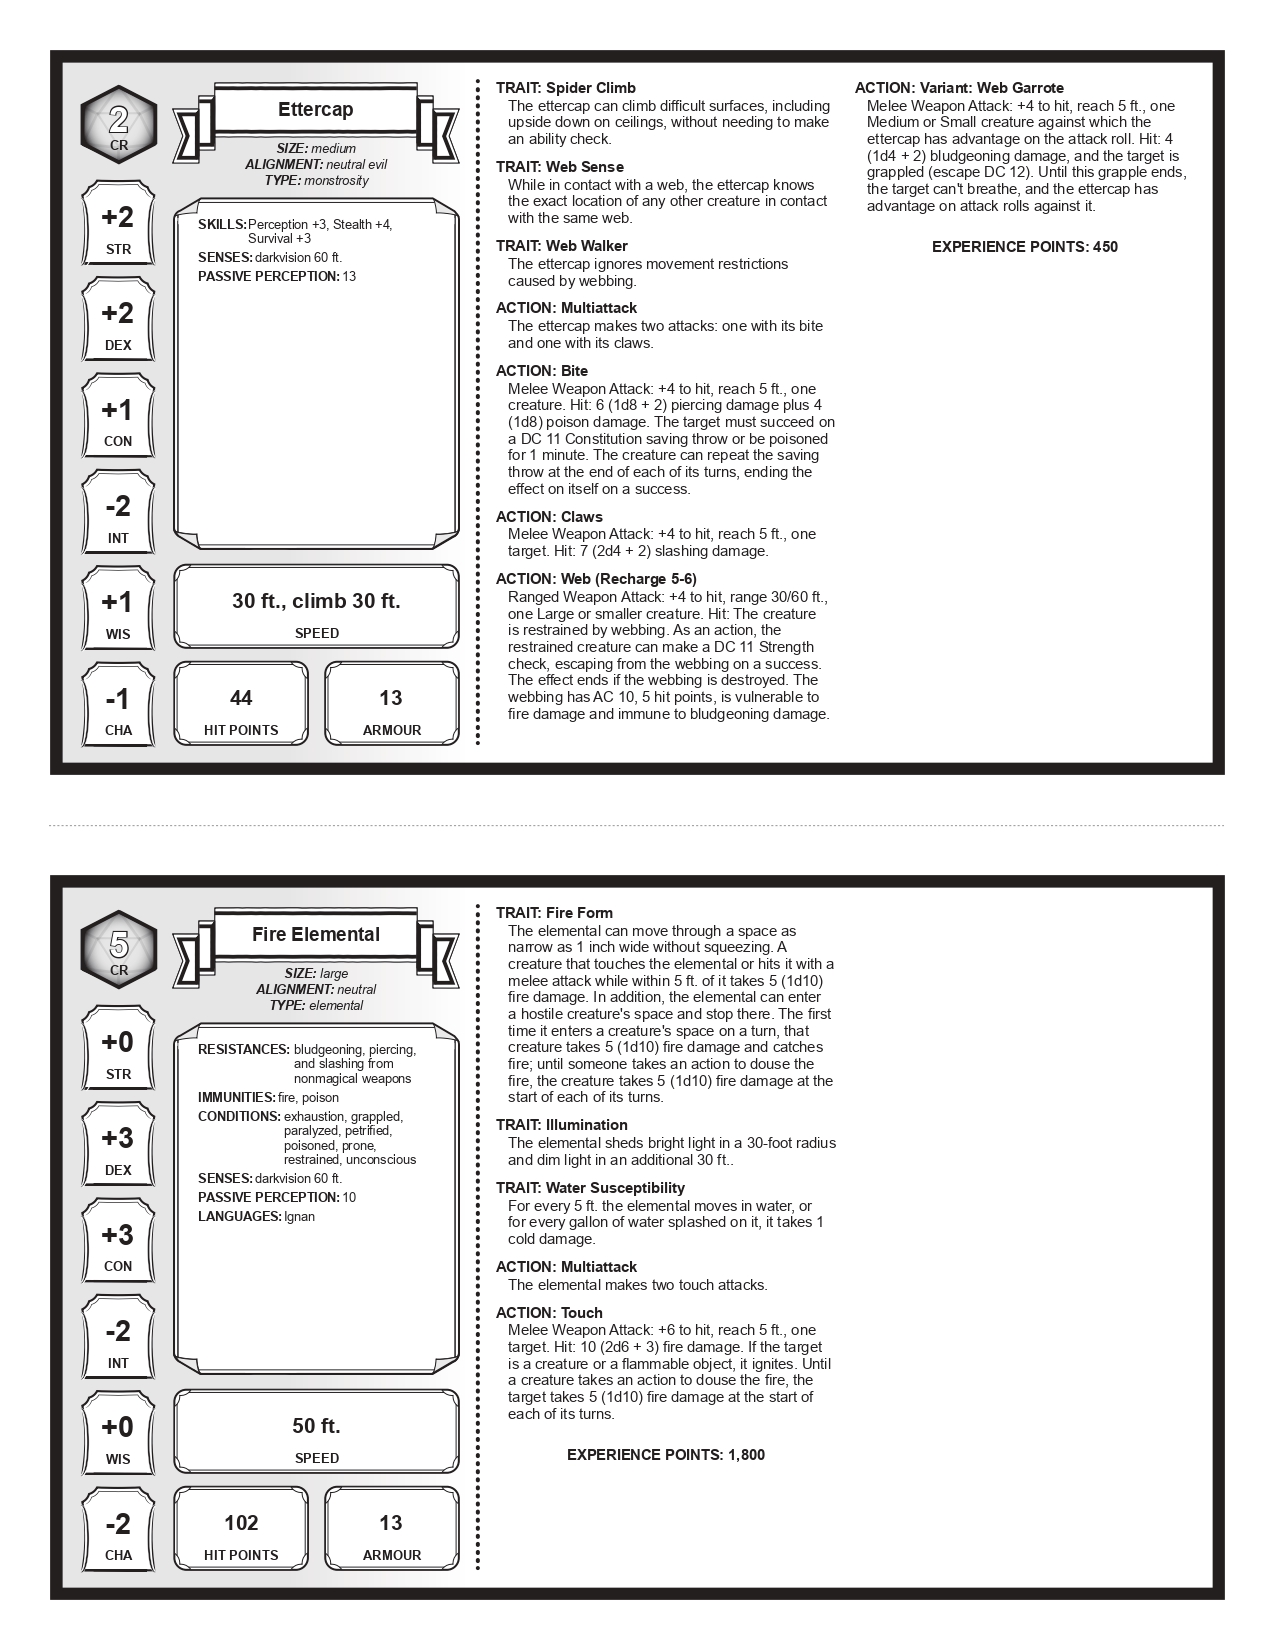 2
CR
Ettercap
SIZE: medium
ALIGNMENT: neutral evil
TYPE: monstrosity
+2
STR
+2
DEX
+1
CON
-2
INT
+1
WIS
-1
CHA
SKILLS: Perception +3, Stealth +4,
Survival +3
SENSES: darkvision 60 ft.
PASSIVE PERCEPTION: 13
30 ft., climb 30 ft.
SPEED
44
HIT POINTS
13
ARMOUR
TRAIT: Spider Climb
The ettercap can climb difficult surfaces, including
upside down on ceilings, without needing to make
an ability check.
TRAIT: Web Sense
While in contact with a web, the ettercap knows
the exact location of any other creature in contact
with the same web.
TRAIT: Web Walker
The ettercap ignores movement restrictions
caused by webbing.
ACTION: Multiattack
The ettercap makes two attacks: one with its bite
and one with its claws.
ACTION: Bite
Melee Weapon Attack: +4 to hit, reach 5 ft., one
creature. Hit: 6 (1d8 + 2) piercing damage plus 4
(1d8) poison damage. The target must succeed on
a DC 11 Constitution saving throw or be poisoned
for 1 minute. The creature can repeat the saving
throw at the end of each of its turns, ending the
effect on itself on a success.
ACTION: Claws
Melee Weapon Attack: +4 to hit, reach 5 ft., one
target. Hit: 7 (2d4 + 2) slashing damage.
ACTION: Web (Recharge 5-6)
Ranged Weapon Attack: +4 to hit, range 30/60 ft.,
one Large or smaller creature. Hit: The creature
is restrained by webbing. As an action, the
restrained creature can make a DC 11 Strength
check, escaping from the webbing on a success.
The effect ends if the webbing is destroyed. The
webbing has AC 10, 5 hit points, is vulnerable to
fire damage and immune to bludgeoning damage.
ACTION: Variant: Web Garrote
Melee Weapon Attack: +4 to hit, reach 5 ft., one
Medium or Small creature against which the
ettercap has advantage on the attack roll. Hit: 4
(1d4 + 2) bludgeoning damage, and the target is
grappled (escape DC 12). Until this grapple ends,
the target can't breathe, and the ettercap has
advantage on attack rolls against it.
EXPERIENCE POINTS: 450
5
CR
Fire Elemental
SIZE: large
ALIGNMENT: neutral
TYPE: elemental
+0
STR
+3
DEX
+3
CON
-2
INT
+0
WIS
-2
CHA
RESISTANCES: bludgeoning, piercing,
and slashing from
nonmagical weapons
IMMUNITIES: fire, poison
CONDITIONS: exhaustion, grappled,
paralyzed, petrified,
poisoned, prone,
restrained, unconscious
SENSES: darkvision 60 ft.
PASSIVE PERCEPTION: 10
LANGUAGES: Ignan
50 ft.
SPEED
102
HIT POINTS
13
ARMOUR
TRAIT: Fire Form
The elemental can move through a space as
narrow as 1 inch wide without squeezing. A
creature that touches the elemental or hits it with a
melee attack while within 5 ft. of it takes 5 (1d10)
fire damage. In addition, the elemental can enter
a hostile creature's space and stop there. The first
time it enters a creature's space on a turn, that
creature takes 5 (1d10) fire damage and catches
fire; until someone takes an action to douse the
fire, the creature takes 5 (1d10) fire damage at the
start of each of its turns.
TRAIT: Illumination
The elemental sheds bright light in a 30-foot radius
and dim light in an additional 30 ft..
TRAIT: Water Susceptibility
For every 5 ft. the elemental moves in water, or
for every gallon of water splashed on it, it takes 1
cold damage.
ACTION: Multiattack
The elemental makes two touch attacks.
ACTION: Touch
Melee Weapon Attack: +6 to hit, reach 5 ft., one
target. Hit: 10 (2d6 + 3) fire damage. If the target
is a creature or a flammable object, it ignites. Until
a creature takes an action to douse the fire, the
target takes 5 (1d10) fire damage at the start of
each of its turns.
EXPERIENCE POINTS: 1,800